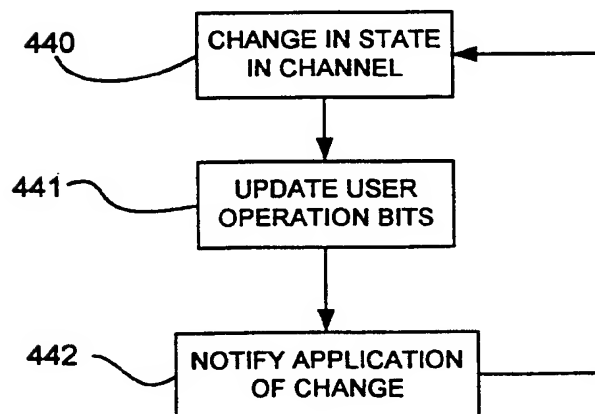 440
CHANGE IN STATE
IN CHANNEL
441
UPDATE USER
OPERATION BITS
442
NOTIFY APPLICATION
OF CHANGE